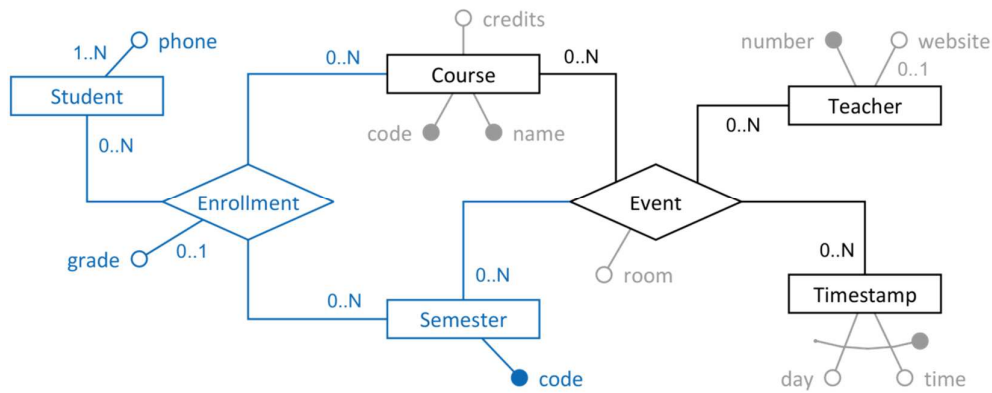 credits
phone
number
website
1..N
0..N
0..N
0..1
Student
Course
Teacher
0..N
0..N
code
name
Enrollment
Event
grade
0..1
0..N
room
0..N
0..N
Timestamp
Semester
code
day
time